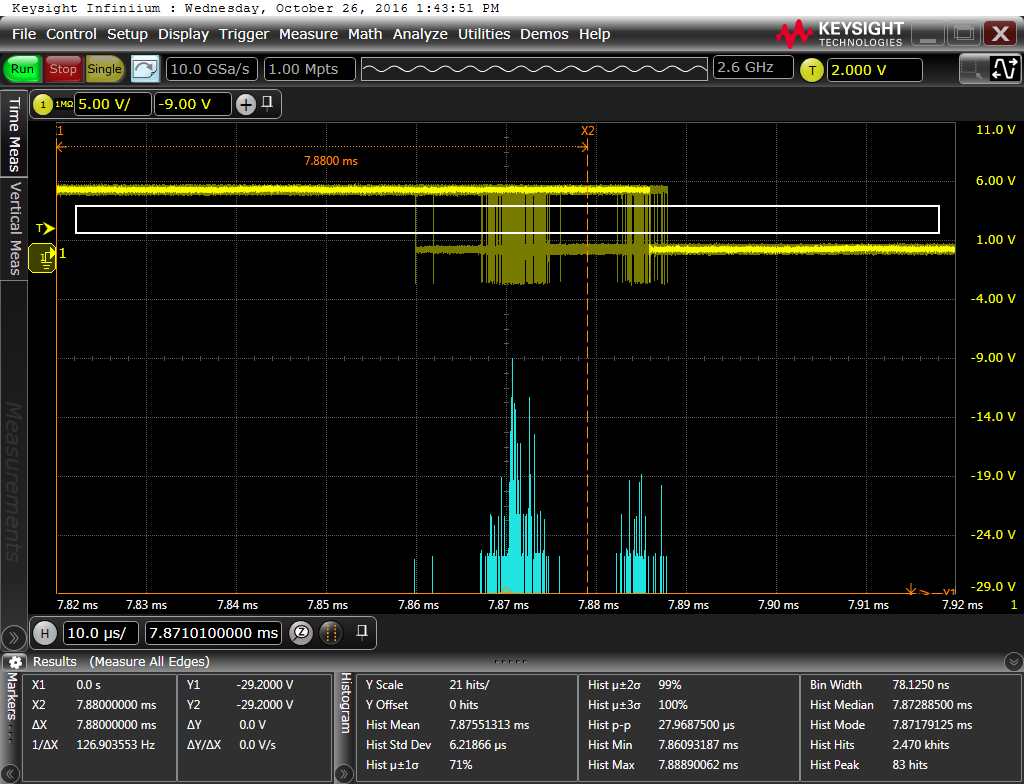 Keysight Infiniium : Wednesday, October 26, 2016 1:43:51 PM
File Control Setup Display Trigger Measure Math Analyze Utilities Demos Help
KEYSIGHT
TECHNOLOGIES
Run Stop Single 10.0 GSa/s 1.00 Mpts 2.6 GHz T 2.000 V
1 1MΩ 5.00 V/ -9.00 V
Time Meas
Vertical Meas
Measurements
1 X2
7.8800 ms
T
1
1
11.0 V
6.00 V
1.00 V
-4.00 V
-9.00 V
-14.0 V
-19.0 V
-24.0 V
-29.0 V
Y1
7.82 ms 7.83 ms 7.84 ms 7.85 ms 7.86 ms 7.87 ms 7.88 ms 7.89 ms 7.90 ms 7.91 ms 7.92 ms 1
H 10.0 µs/ 7.8710100000 ms
Results (Measure All Edges)
Markers...
X1 0.0 s
X2 7.88000000 ms
ΔX 7.88000000 ms
1/ΔX 126.903553 Hz
Y1 -29.2000 V
Y2 -29.2000 V
ΔY 0.0 V
ΔY/ΔX 0.0 V/s
Histogram
Y Scale 21 hits/
Y Offset 0 hits
Hist Mean 7.87551313 ms
Hist Std Dev 6.21866 µs
Hist µ±1σ 71%
Hist µ±2σ 99%
Hist µ±3σ 100%
Hist p-p 27.9687500 µs
Hist Min 7.86093187 ms
Hist Max 7.88890062 ms
Bin Width 78.1250 ns
Hist Median 7.87288500 ms
Hist Mode 7.87179125 ms
Hist Hits 2.470 khits
Hist Peak 83 hits